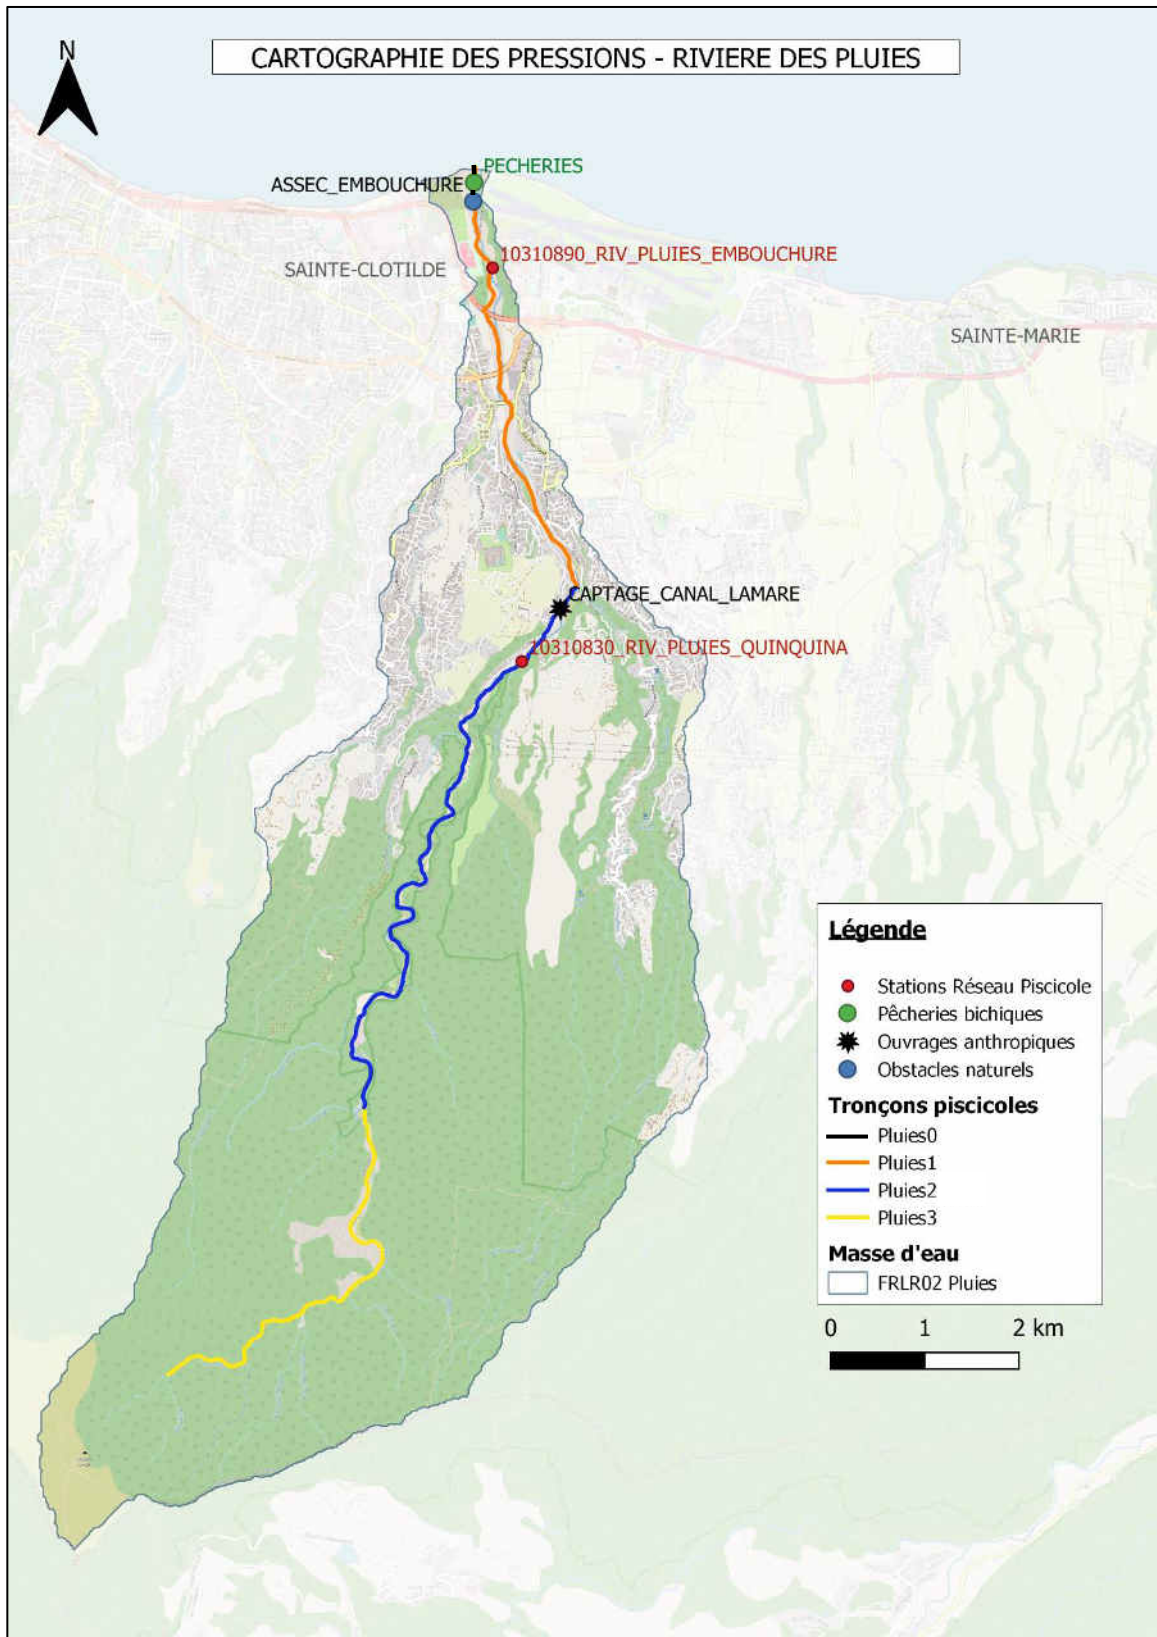 N
CARTOGRAPHIE DES PRESSIONS - RIVIERE DES PLUIES
PECHERIES
ASSEC_EMBOUCHURE
10310890_RIV_PLUIES_EMBOUCHURE
SAINTE-CLOTILDE
SAINTE-MARIE
CAPTAGE_CANAL_LAMARE
10310830_RIV_PLUIES_QUINQUINA
Légende
Stations Réseau Piscicole
Pêcheries bichiques
Ouvrages anthropiques
Obstacles naturels
Tronçons piscicoles
Pluies0
Pluies1
Pluies2
Pluies3
Masse d'eau
FRLR02 Pluies
0 1 2 km